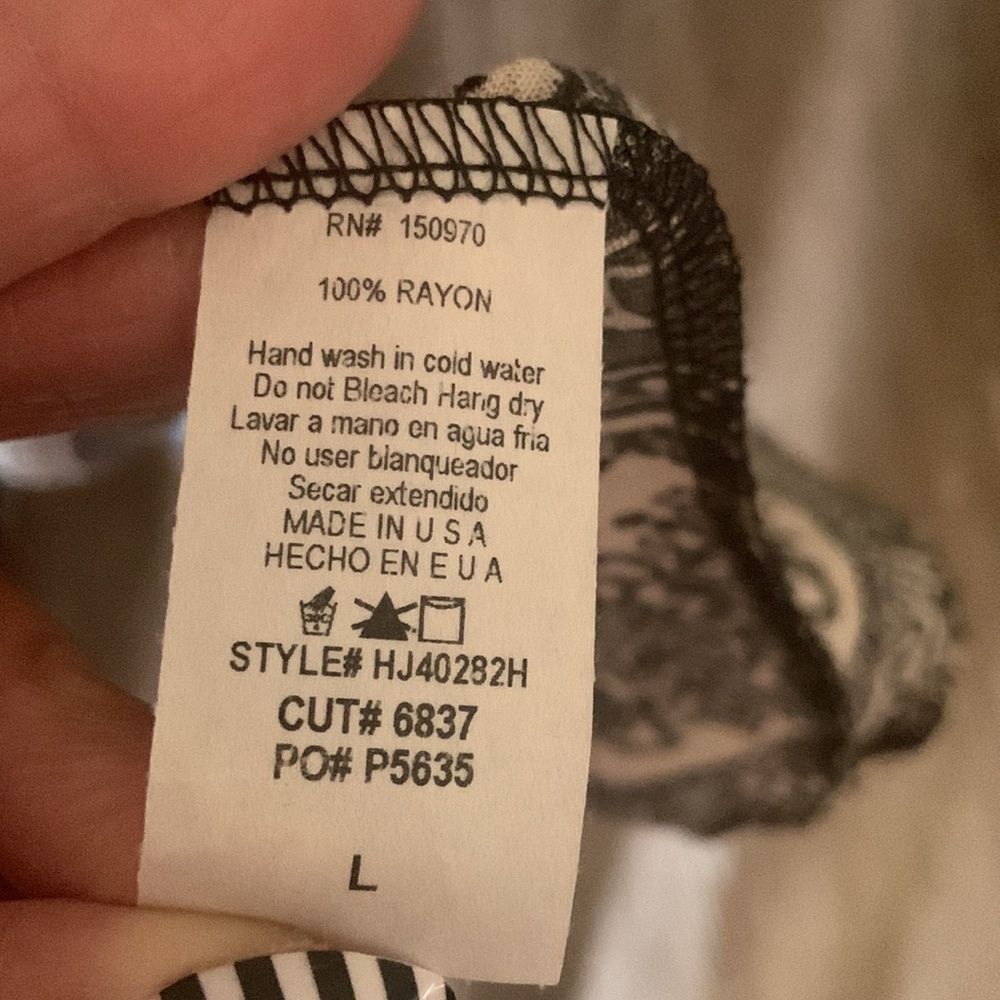 RN# 150970
100% RAYON
Hand wash in cold water
Do not Bleach Hang dry
Lavar a mano en agua fria
No user blanqueador
Secar extendido
MADE IN U S A
HECHO EN E U A
STYLE# HJ40282H
CUT# 6837
PO# P5635
L